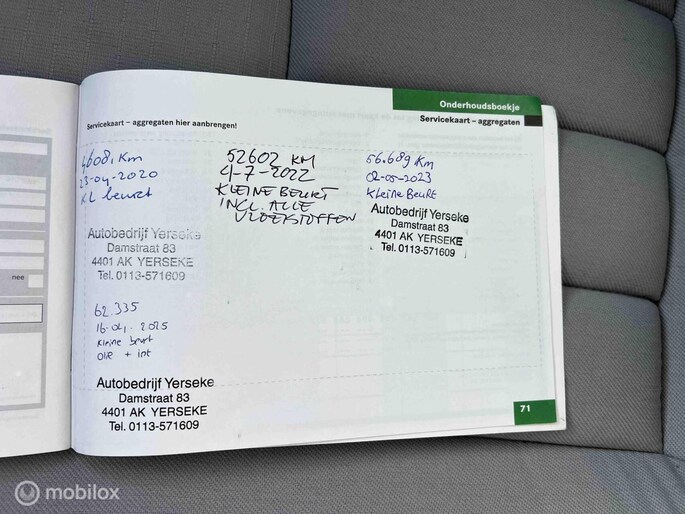 Onderhoudsboekje
Servicekaart – aggregaten hier aanbrengen!
Servicekaart – aggregaten
Km
23-04-2020
KL beurt
Autobedrijf Yerseke
Damstraat 83
4401 AK YERSEKE
Tel. 0113-571609
52602 KM
4-7-2022
KLEINE BEURT
INCL. ALLE
VLOEISTOFFEN
56.689 Km
02-05-2023
Kleine Beurt
Autobedrijf Yerseke
Damstraat 83
4401 AK YERSEKE
Tel. 0113-571609
nee
62.335
16-04-2025
Kleine beurt
olie + int
Autobedrijf Yerseke
Damstraat 83
4401 AK YERSEKE
Tel. 0113-571609
71
mobilox